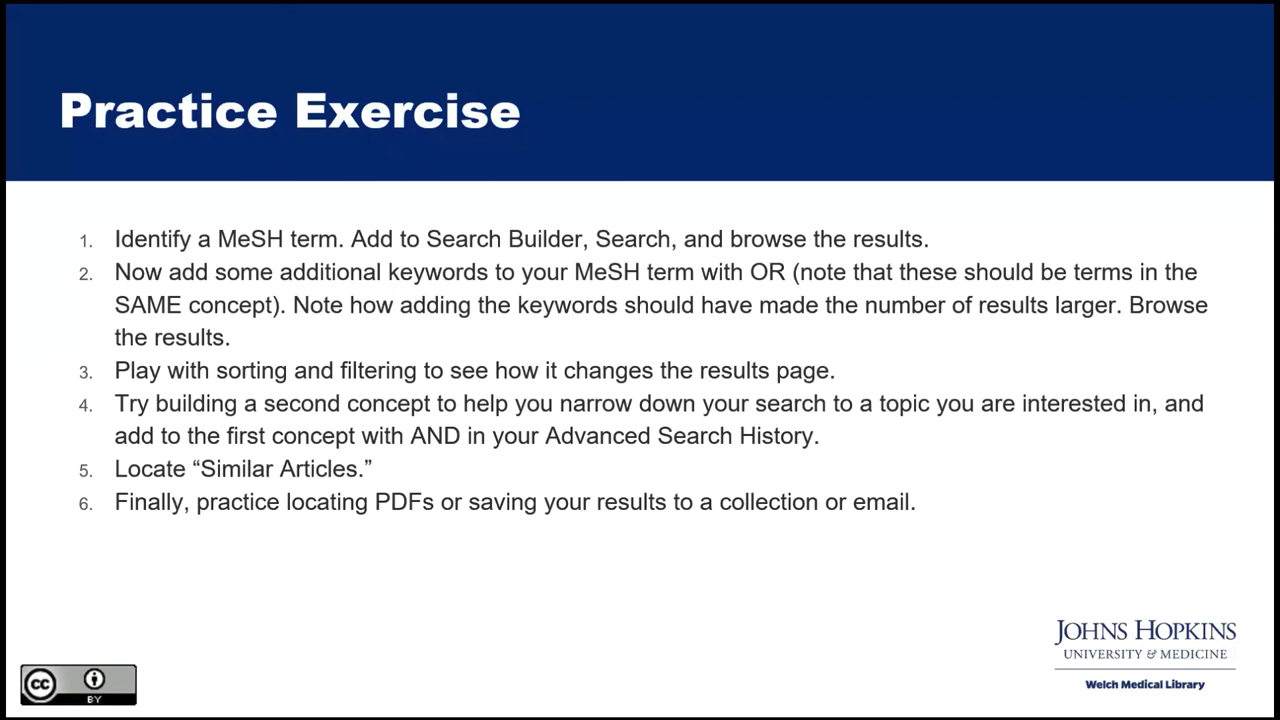 Practice Exercise
1. Identify a MeSH term. Add to Search Builder, Search, and browse the results.
2. Now add some additional keywords to your MeSH term with OR (note that these should be terms in the
SAME concept). Note how adding the keywords should have made the number of results larger. Browse
the results.
3. Play with sorting and filtering to see how it changes the results page.
4. Try building a second concept to help you narrow down your search to a topic you are interested in, and
add to the first concept with AND in your Advanced Search History.
5. Locate “Similar Articles.”
6. Finally, practice locating PDFs or saving your results to a collection or email.
JOHNS HOPKINS
UNIVERSITY & MEDICINE
Welch Medical Library
cc
BY